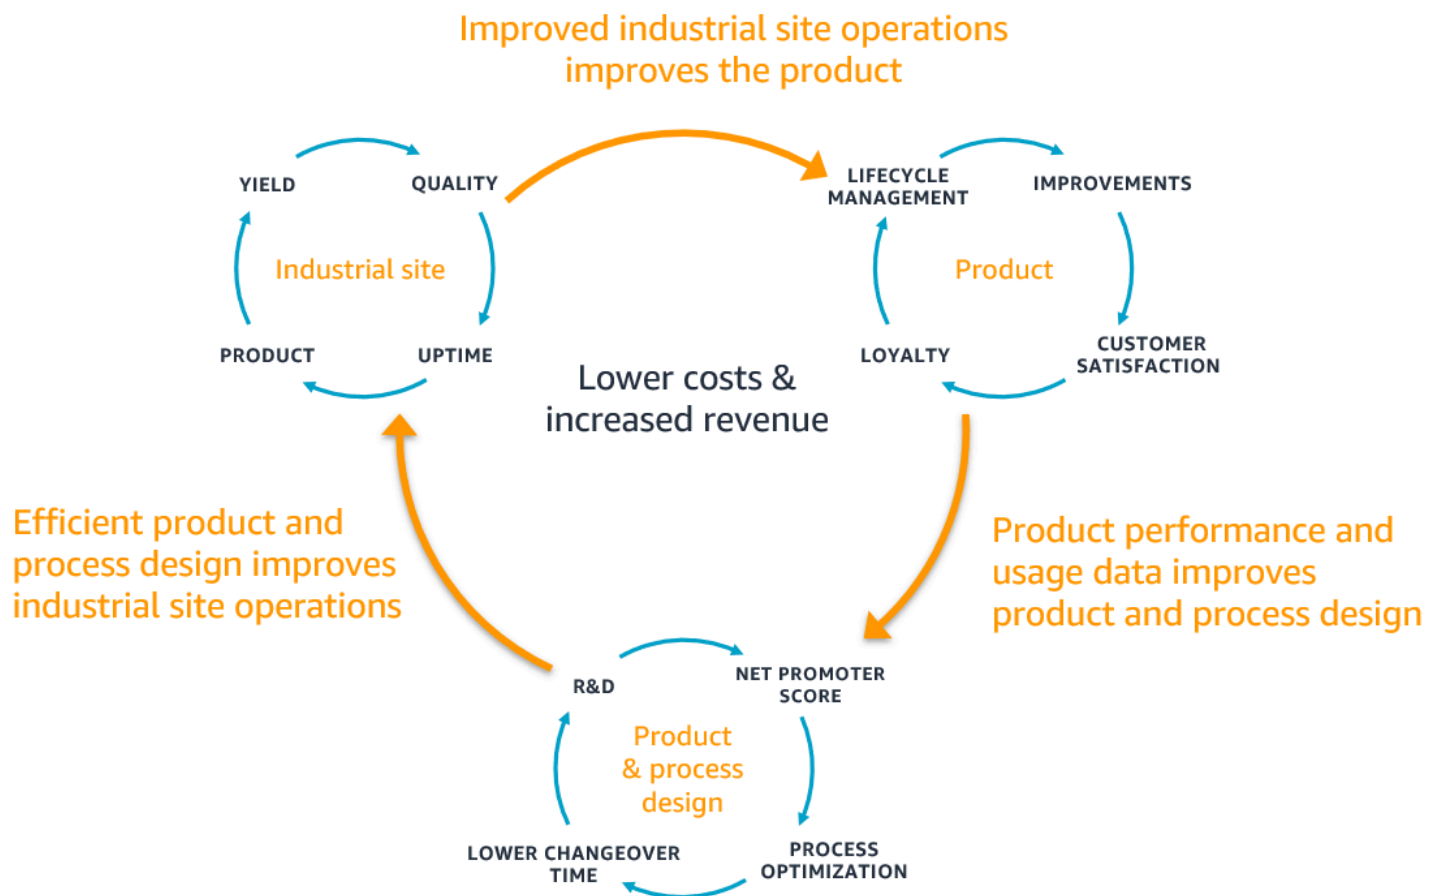 Improved industrial site operations
improves the product
YIELD
QUALITY
Industrial site
PRODUCT
UPTIME
LIFECYCLE
MANAGEMENT
IMPROVEMENTS
Product
LOYALTY
CUSTOMER
SATISFACTION
Lower costs &
increased revenue
Efficient product and
process design improves
industrial site operations
Product performance and
usage data improves
product and process design
R&D
NET PROMOTER
SCORE
Product
& process
design
LOWER CHANGEOVER
TIME
PROCESS
OPTIMIZATION